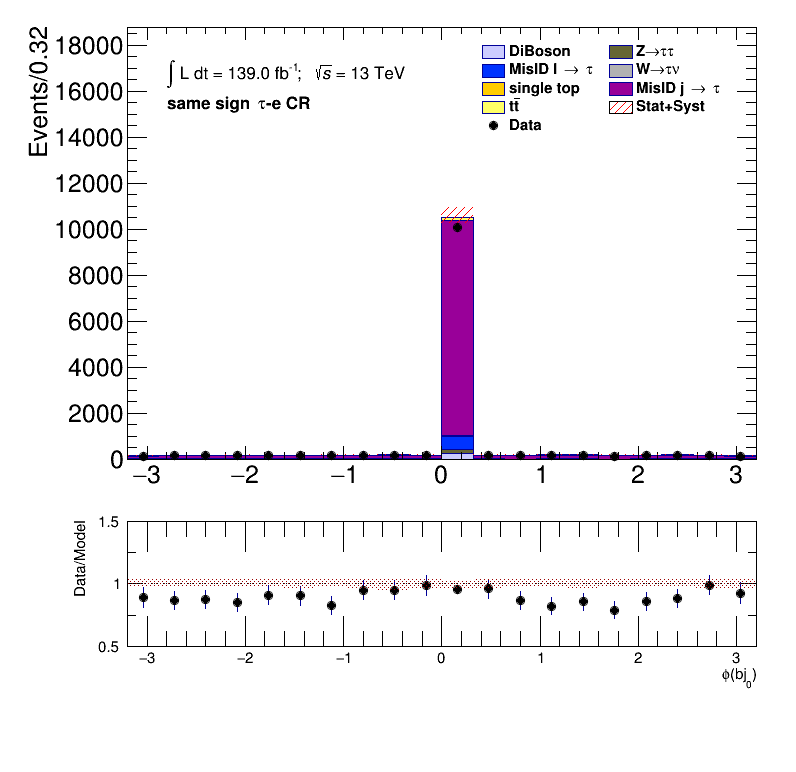 Events/0.32
18000
16000
14000
12000
10000
8000
6000
4000
2000
0
∫ L dt = 139.0 fb⁻¹; √s = 13 TeV
same sign τ-e CR
DiBoson
MisID l → τ
single top
tt̄
Data
Z→ττ
W→τν
MisID j → τ
Stat+Syst
−3 −2 −1 0 1 2 3
Data/Model
1.5
1
0.5
−3 −2 −1 0 1 2 3
ϕ(bj₀)